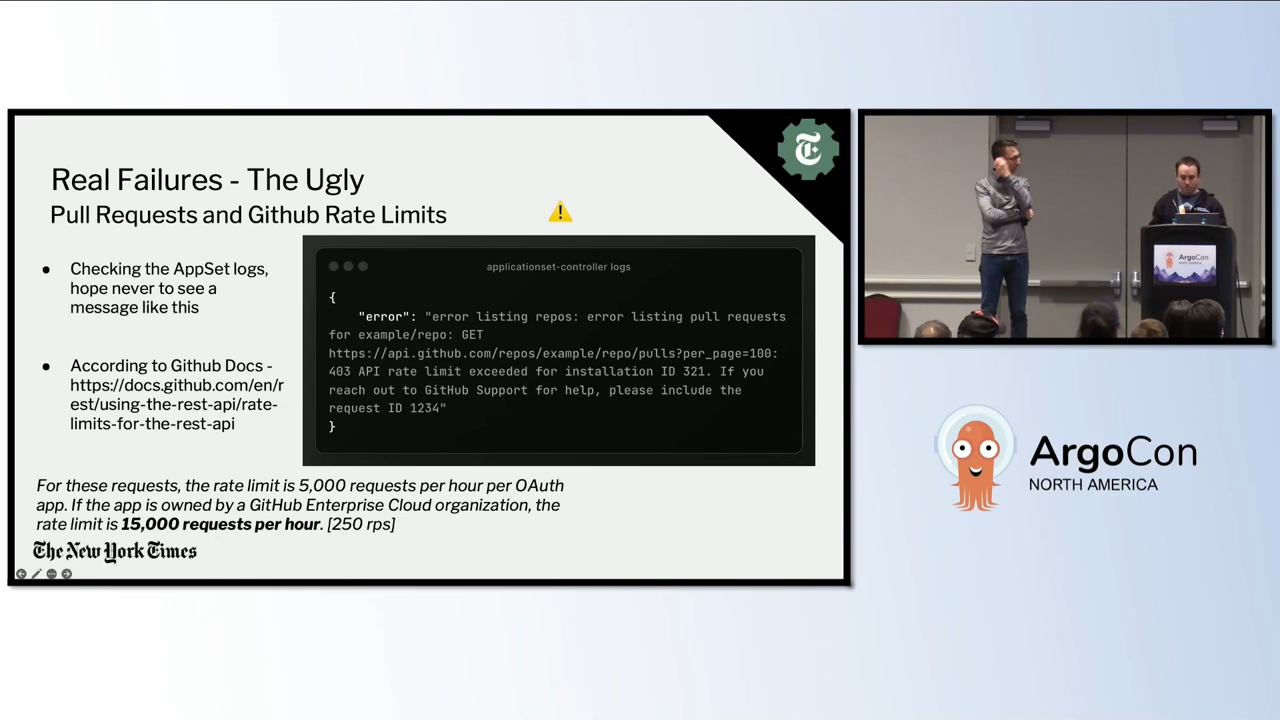 Real Failures - The Ugly
Pull Requests and Github Rate Limits
● Checking the AppSet logs,
hope never to see a
message like this
● According to Github Docs -
https://docs.github.com/en/r
est/using-the-rest-api/rate-
limits-for-the-rest-api
applicationset-controller logs
{
"error": "error listing repos: error listing pull requests
for example/repo: GET
https://api.github.com/repos/example/repo/pulls?per_page=100:
403 API rate limit exceeded for installation ID 321. If you
reach out to GitHub Support for help, please include the
request ID 1234"
}
For these requests, the rate limit is 5,000 requests per hour per OAuth
app. If the app is owned by a GitHub Enterprise Cloud organization, the
rate limit is 15,000 requests per hour. [250 rps]
The New York Times
T
ArgoCon
ArgoCon
NORTH AMERICA